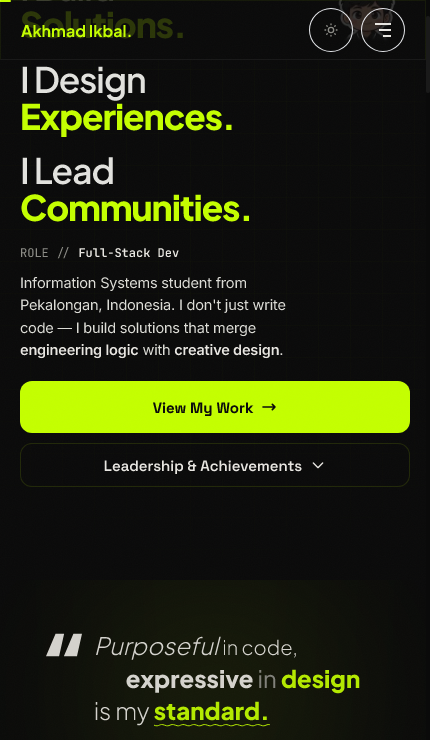 I Build
Solutions.
Akhmad Ikbal.
I Design
Experiences.
I Lead
Communities.
ROLE // Full-Stack Dev
Information Systems student from
Pekalongan, Indonesia. I don't just write
code — I build solutions that merge
engineering logic with creative design.
View My Work →
Leadership & Achievements
"Purposeful in code,
expressive in design
is my standard.